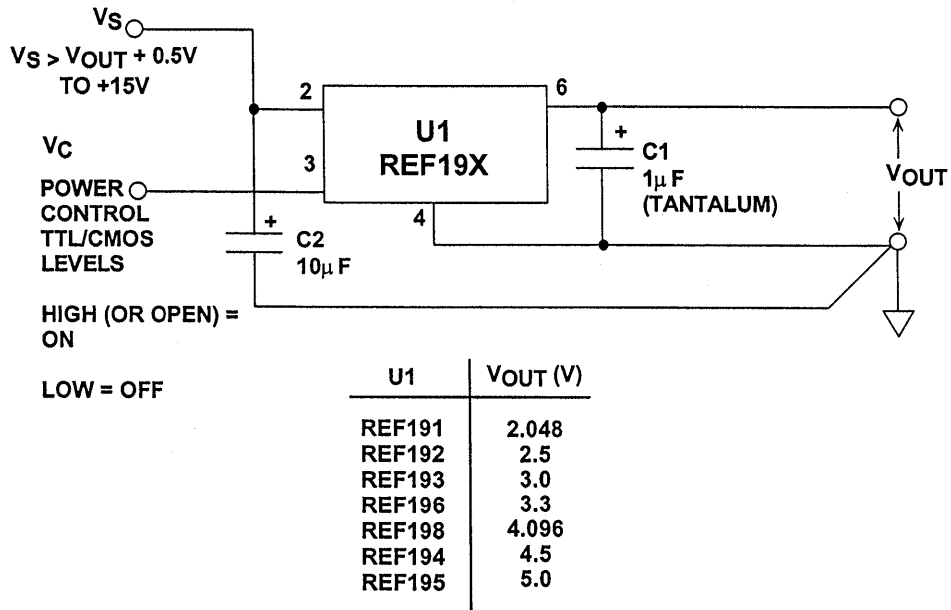 VS
VS > VOUT + 0.5V
TO +15V
2
6
U1
REF19X
+
C1
1µF
(TANTALUM)
VC
3
POWER
CONTROL
TTL/CMOS
LEVELS
4
VOUT
+
C2
10µF
HIGH (OR OPEN) =
ON
LOW = OFF
U1 VOUT (V)
REF191 2.048
REF192 2.5
REF193 3.0
REF196 3.3
REF198 4.096
REF194 4.5
REF195 5.0